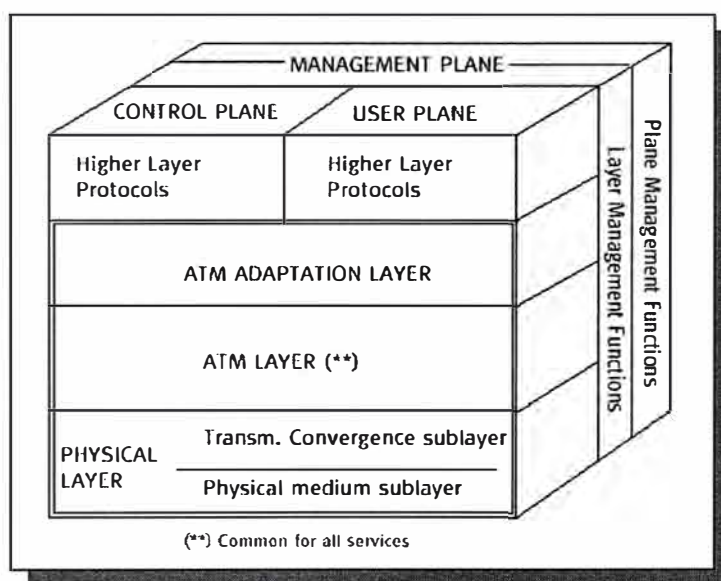 MANAGEMENT PLANE
CONTROL PLANE
USER PLANE
Higher Layer
Protocols
Higher Layer
Protocols
Layer Management Functions
Plane Management Functions
ATM ADAPTATION LAYER
ATM LAYER (**)
PHYSICAL
LAYER
Transm. Convergence sublayer
Physical medium sublayer
(**) Common for all services